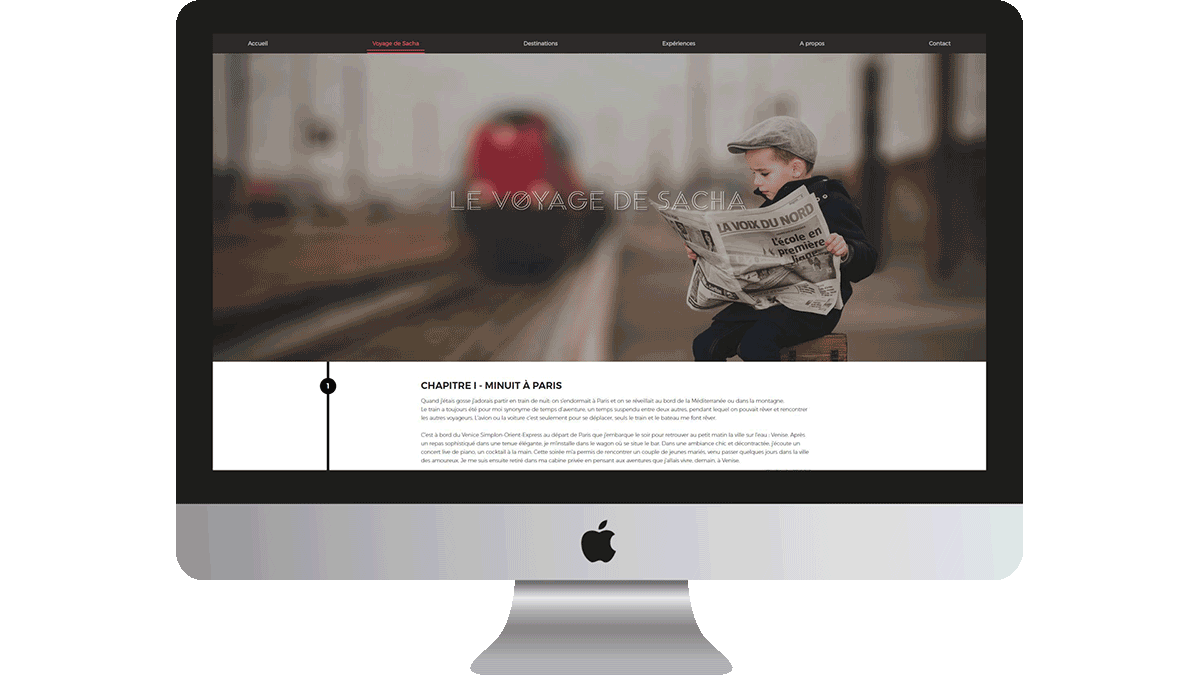 Accueil Voyage de Sacha Destinations Expériences A propos Contact
LE VØYAGE DE SACHA
LA VOIX DU NORD
L'école en
première
ligne
1
CHAPITRE I - MINUIT À PARIS
Quand j'étais gosse j'adorais partir en train de nuit: on s'endormait à Paris et on se réveillait au bord de la Méditerranée ou dans la montagne.
Le train a toujours été pour moi synonyme de temps d'aventure, un temps suspendu entre deux autres, pendant lequel on pouvait rêver et rencontrer
les autres voyageurs. L'avion ou la voiture c'est seulement pour se déplacer, seuls le train et le bateau me font rêver.
C'est à bord du Venice Simplon-Orient-Express au départ de Paris que j'embarque le soir pour retrouver au petit matin la ville sur l'eau : Venise. Après
un repas sophistiqué dans une tenue élégante, je m'installe dans le wagon où se situe le bar. Dans une ambiance chic et décontractée, j'écoute un
concert live de piano, un cocktail à la main. Cette soirée m'a permis de rencontrer un couple de jeunes mariés, venu passer quelques jours dans la ville
des amoureux. Je me suis ensuite retiré dans ma cabine privée en pensant aux aventures que j'allais vivre, demain, à Venise.